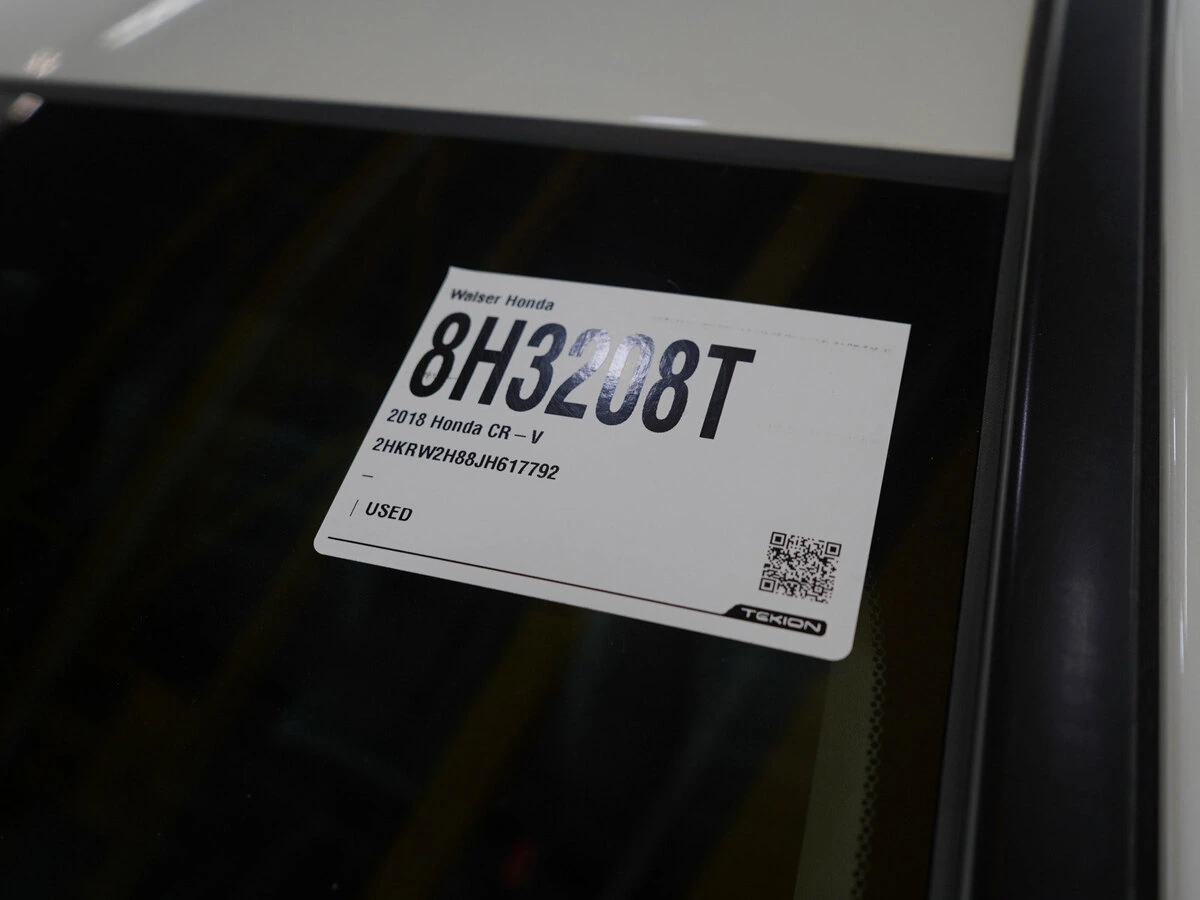 Walser Honda
8H3208T
2018 Honda CR – V
2HKRW2H88JH617792
–
| USED
TEKION